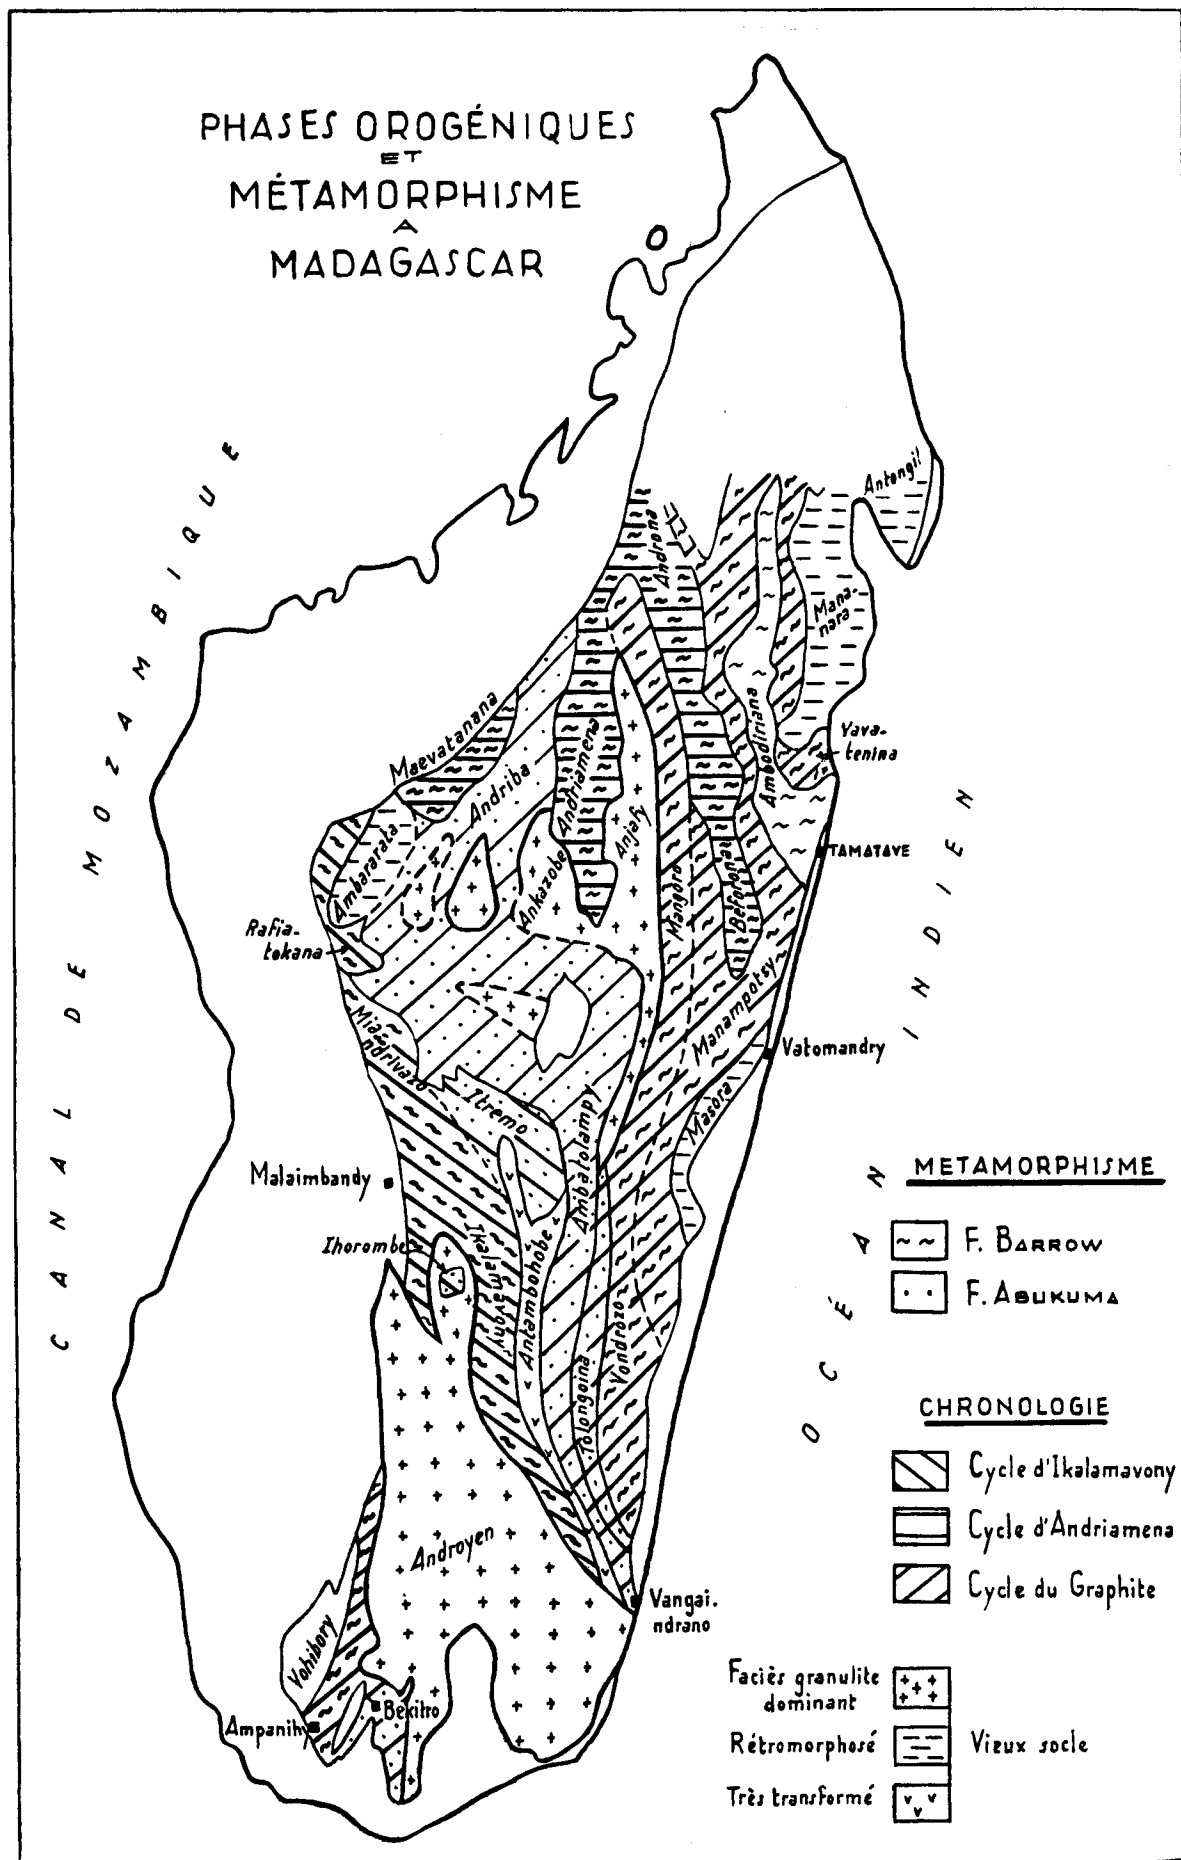 PHASES OROGÉNIQUES
ET
MÉTAMORPHISME
A
MADAGASCAR
CANAL DE MOZAMBIQUE
OCÉAN INDIEN
Antongil
Androna
Mana-
nara
Maevatanana
Andriba
Andriamena
Ambodiriana
Vava-
tenina
Anjafy
Ankazobe
Ambararata
TAMATAVE
Mangoro
Beforona
Rafia-
tokana
Manampotsy
Mia-
ndrivazo
Vatomandry
Itremo
Masora
Ambatolampy
Malaimbandy
Ihorombe
Ikalamavony
Antambohobe
Vondrozo
Tolongoina
Androyen
Vangai-
ndrano
Vohibory
Ampanihy
Bekitro
METAMORPHISME
F. BARROW
F. ABUKUMA
CHRONOLOGIE
Cycle d'Ikalamavony
Cycle d'Andriamena
Cycle du Graphite
Faciès granulite
dominant
Rétromorphosé
Vieux socle
Très transformé